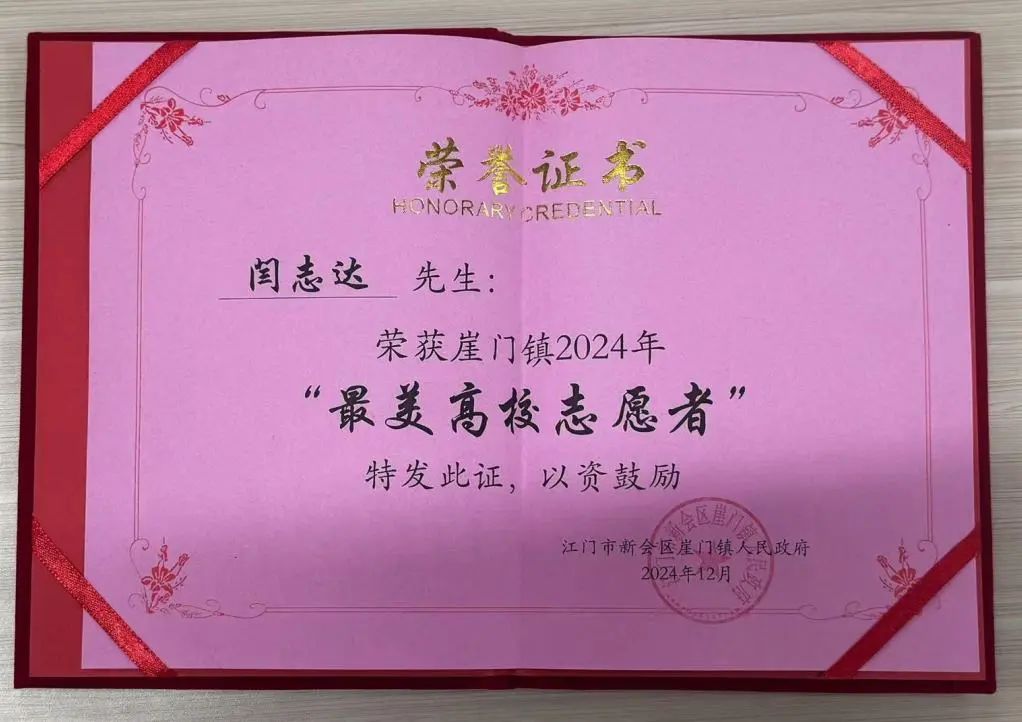 荣誉证书
HONORARY CREDENTIAL
闫志达 先生：
荣获崖门镇2024年
“最美高校志愿者”
特发此证，以资鼓励
江门市新会区崖门镇人民政府
2024年12月